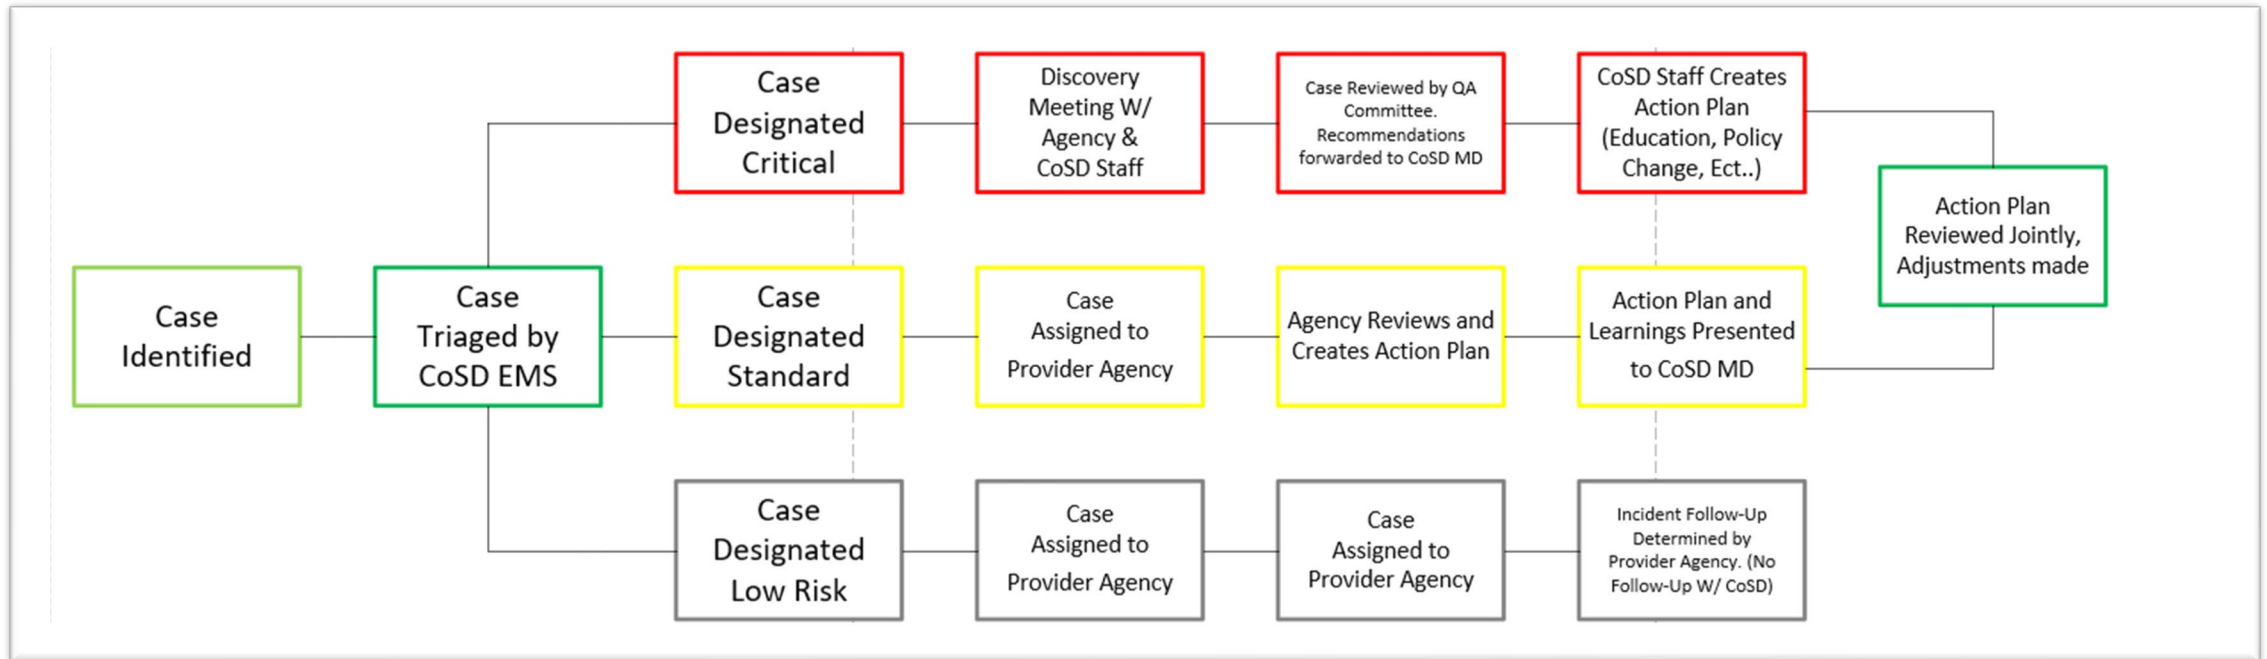 Case
Identified
Case
Triaged by
CoSD EMS
Case
Designated
Critical
Discovery
Meeting W/
Agency &
CoSD Staff
Case Reviewed by QA
Committee.
Recommendations
forwarded to CoSD MD
CoSD Staff Creates
Action Plan
(Education, Policy
Change, Ect..)
Case
Designated
Standard
Case
Assigned to
Provider Agency
Agency Reviews and
Creates Action Plan
Action Plan and
Learnings Presented
to CoSD MD
Action Plan
Reviewed Jointly,
Adjustments made
Case
Designated
Low Risk
Case
Assigned to
Provider Agency
Case
Assigned to
Provider Agency
Incident Follow-Up
Determined by
Provider Agency. (No
Follow-Up W/ CoSD)